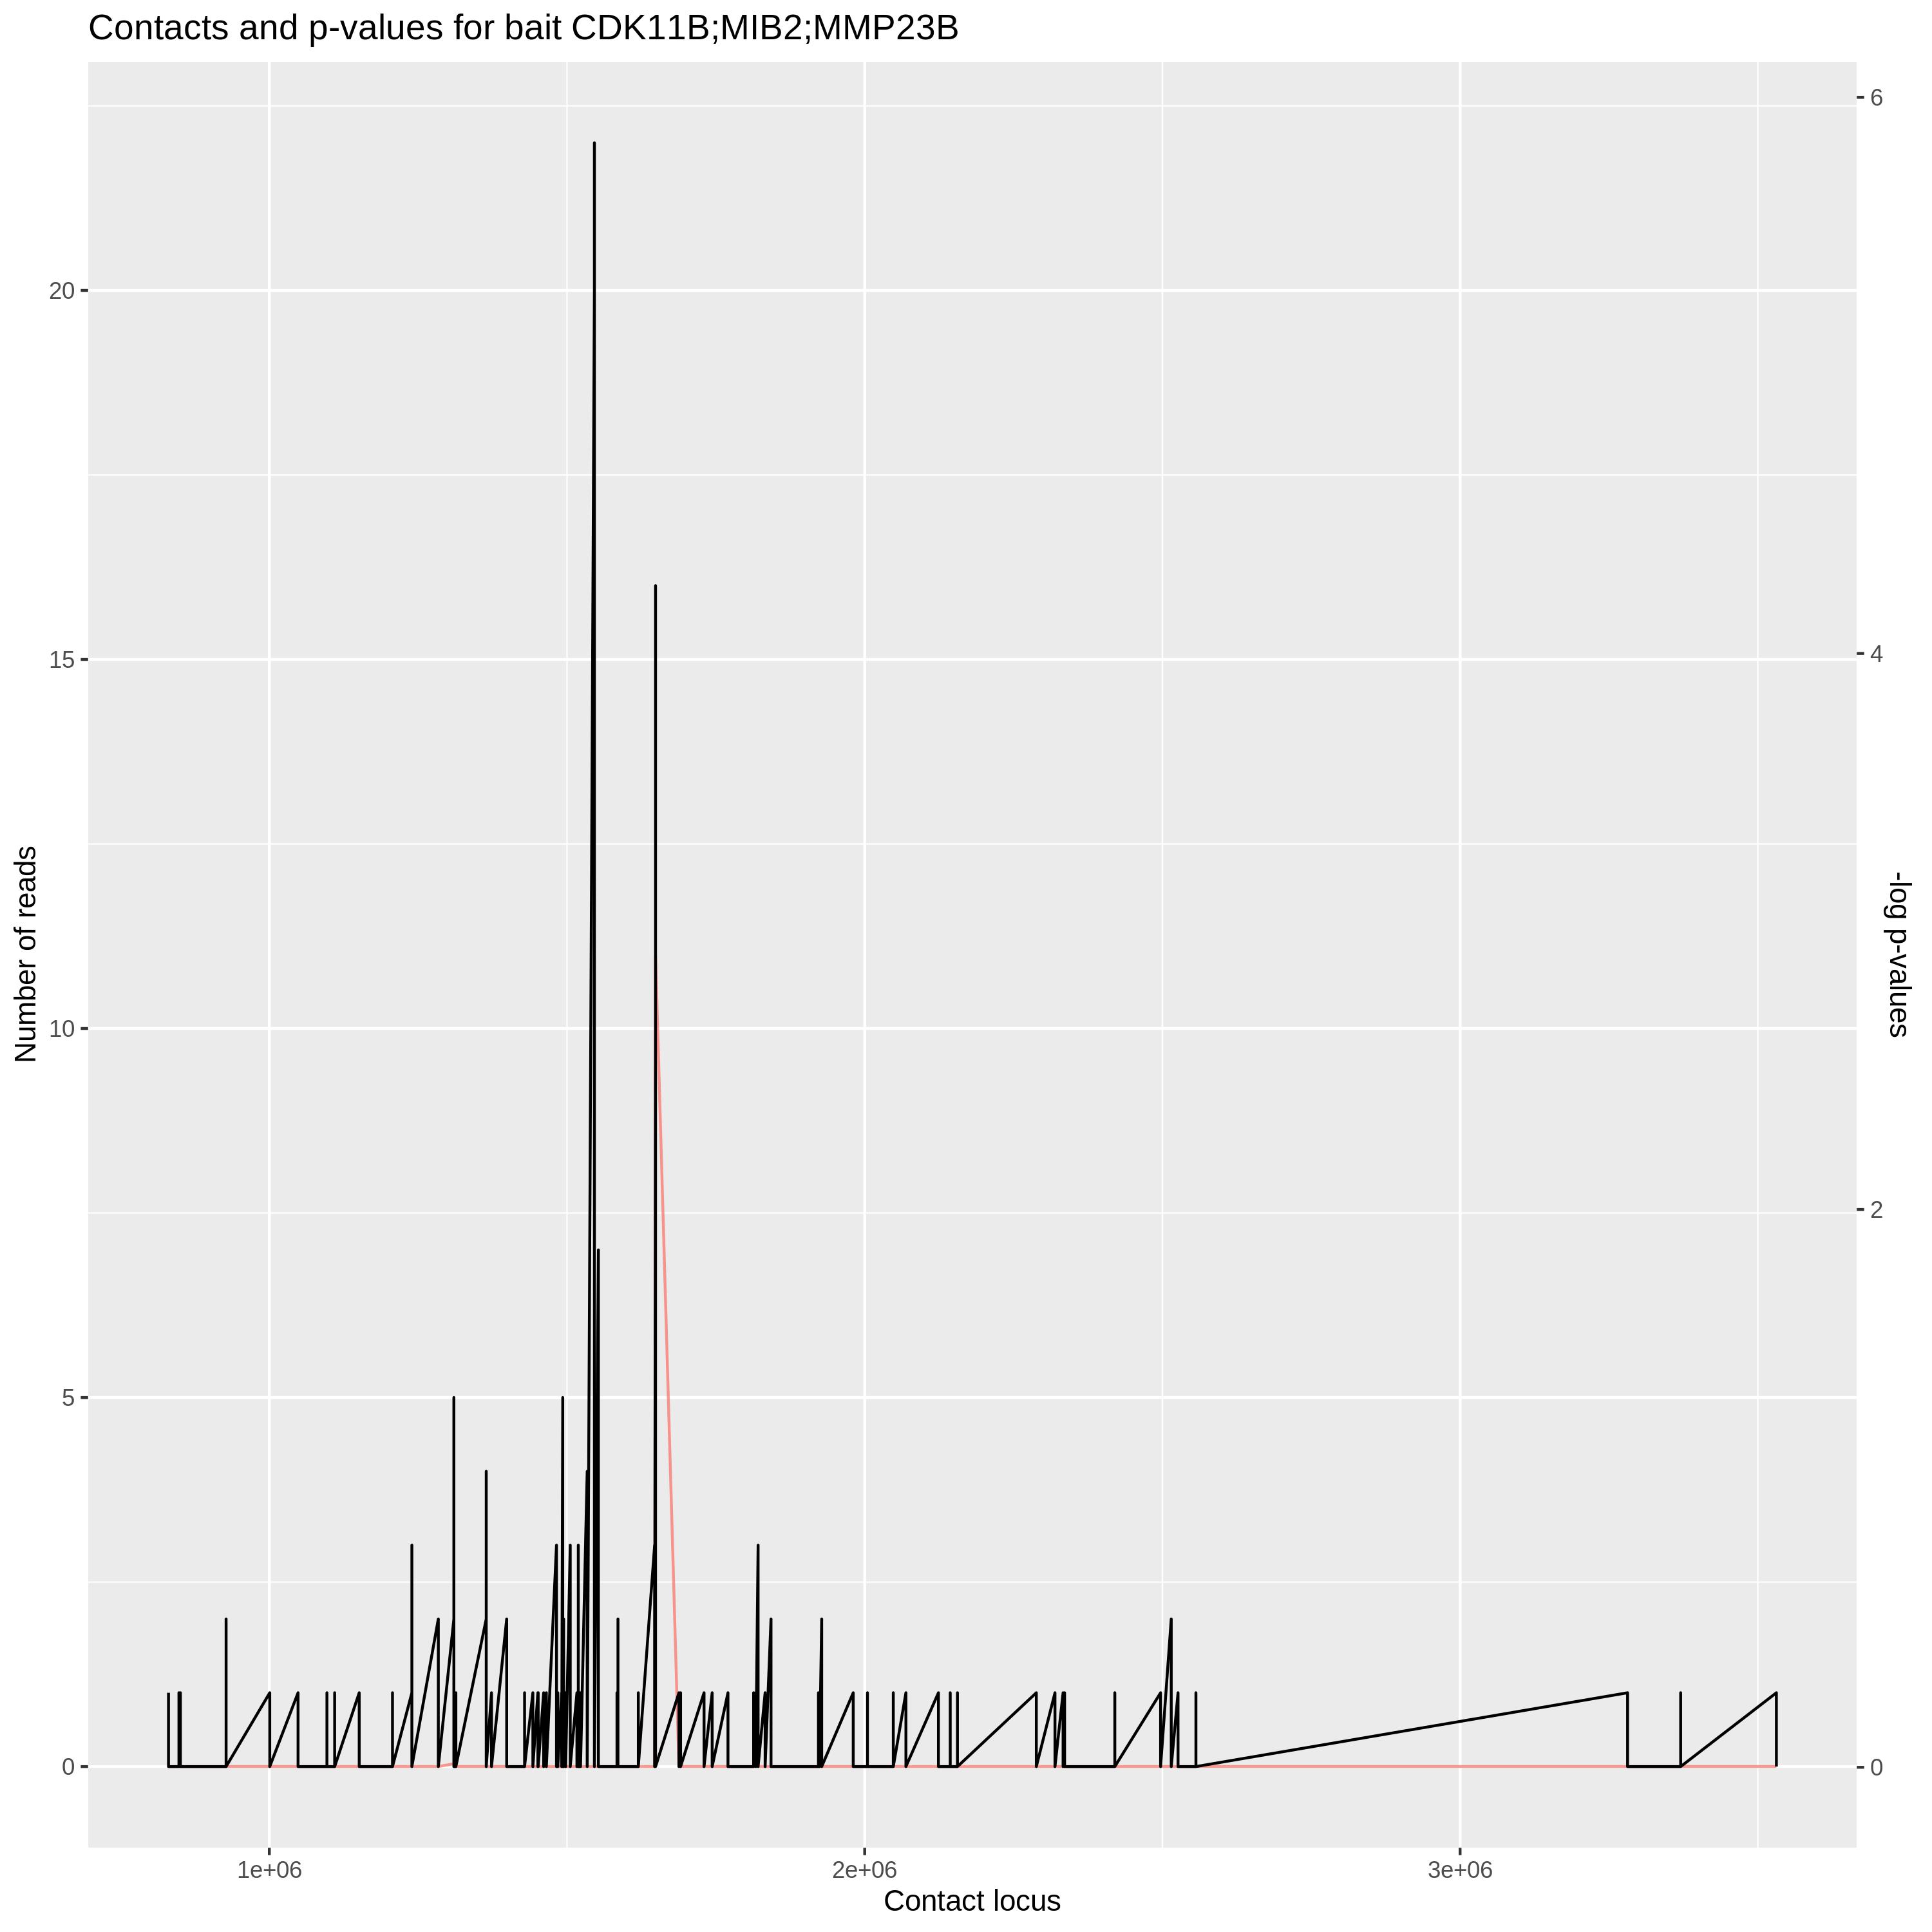 Contacts and p-values for bait CDK11B;MIB2;MMP23B
6
20
15
4
Number of reads
-log p-values
10
2
5
0
0
1e+06
2e+06
3e+06
Contact locus